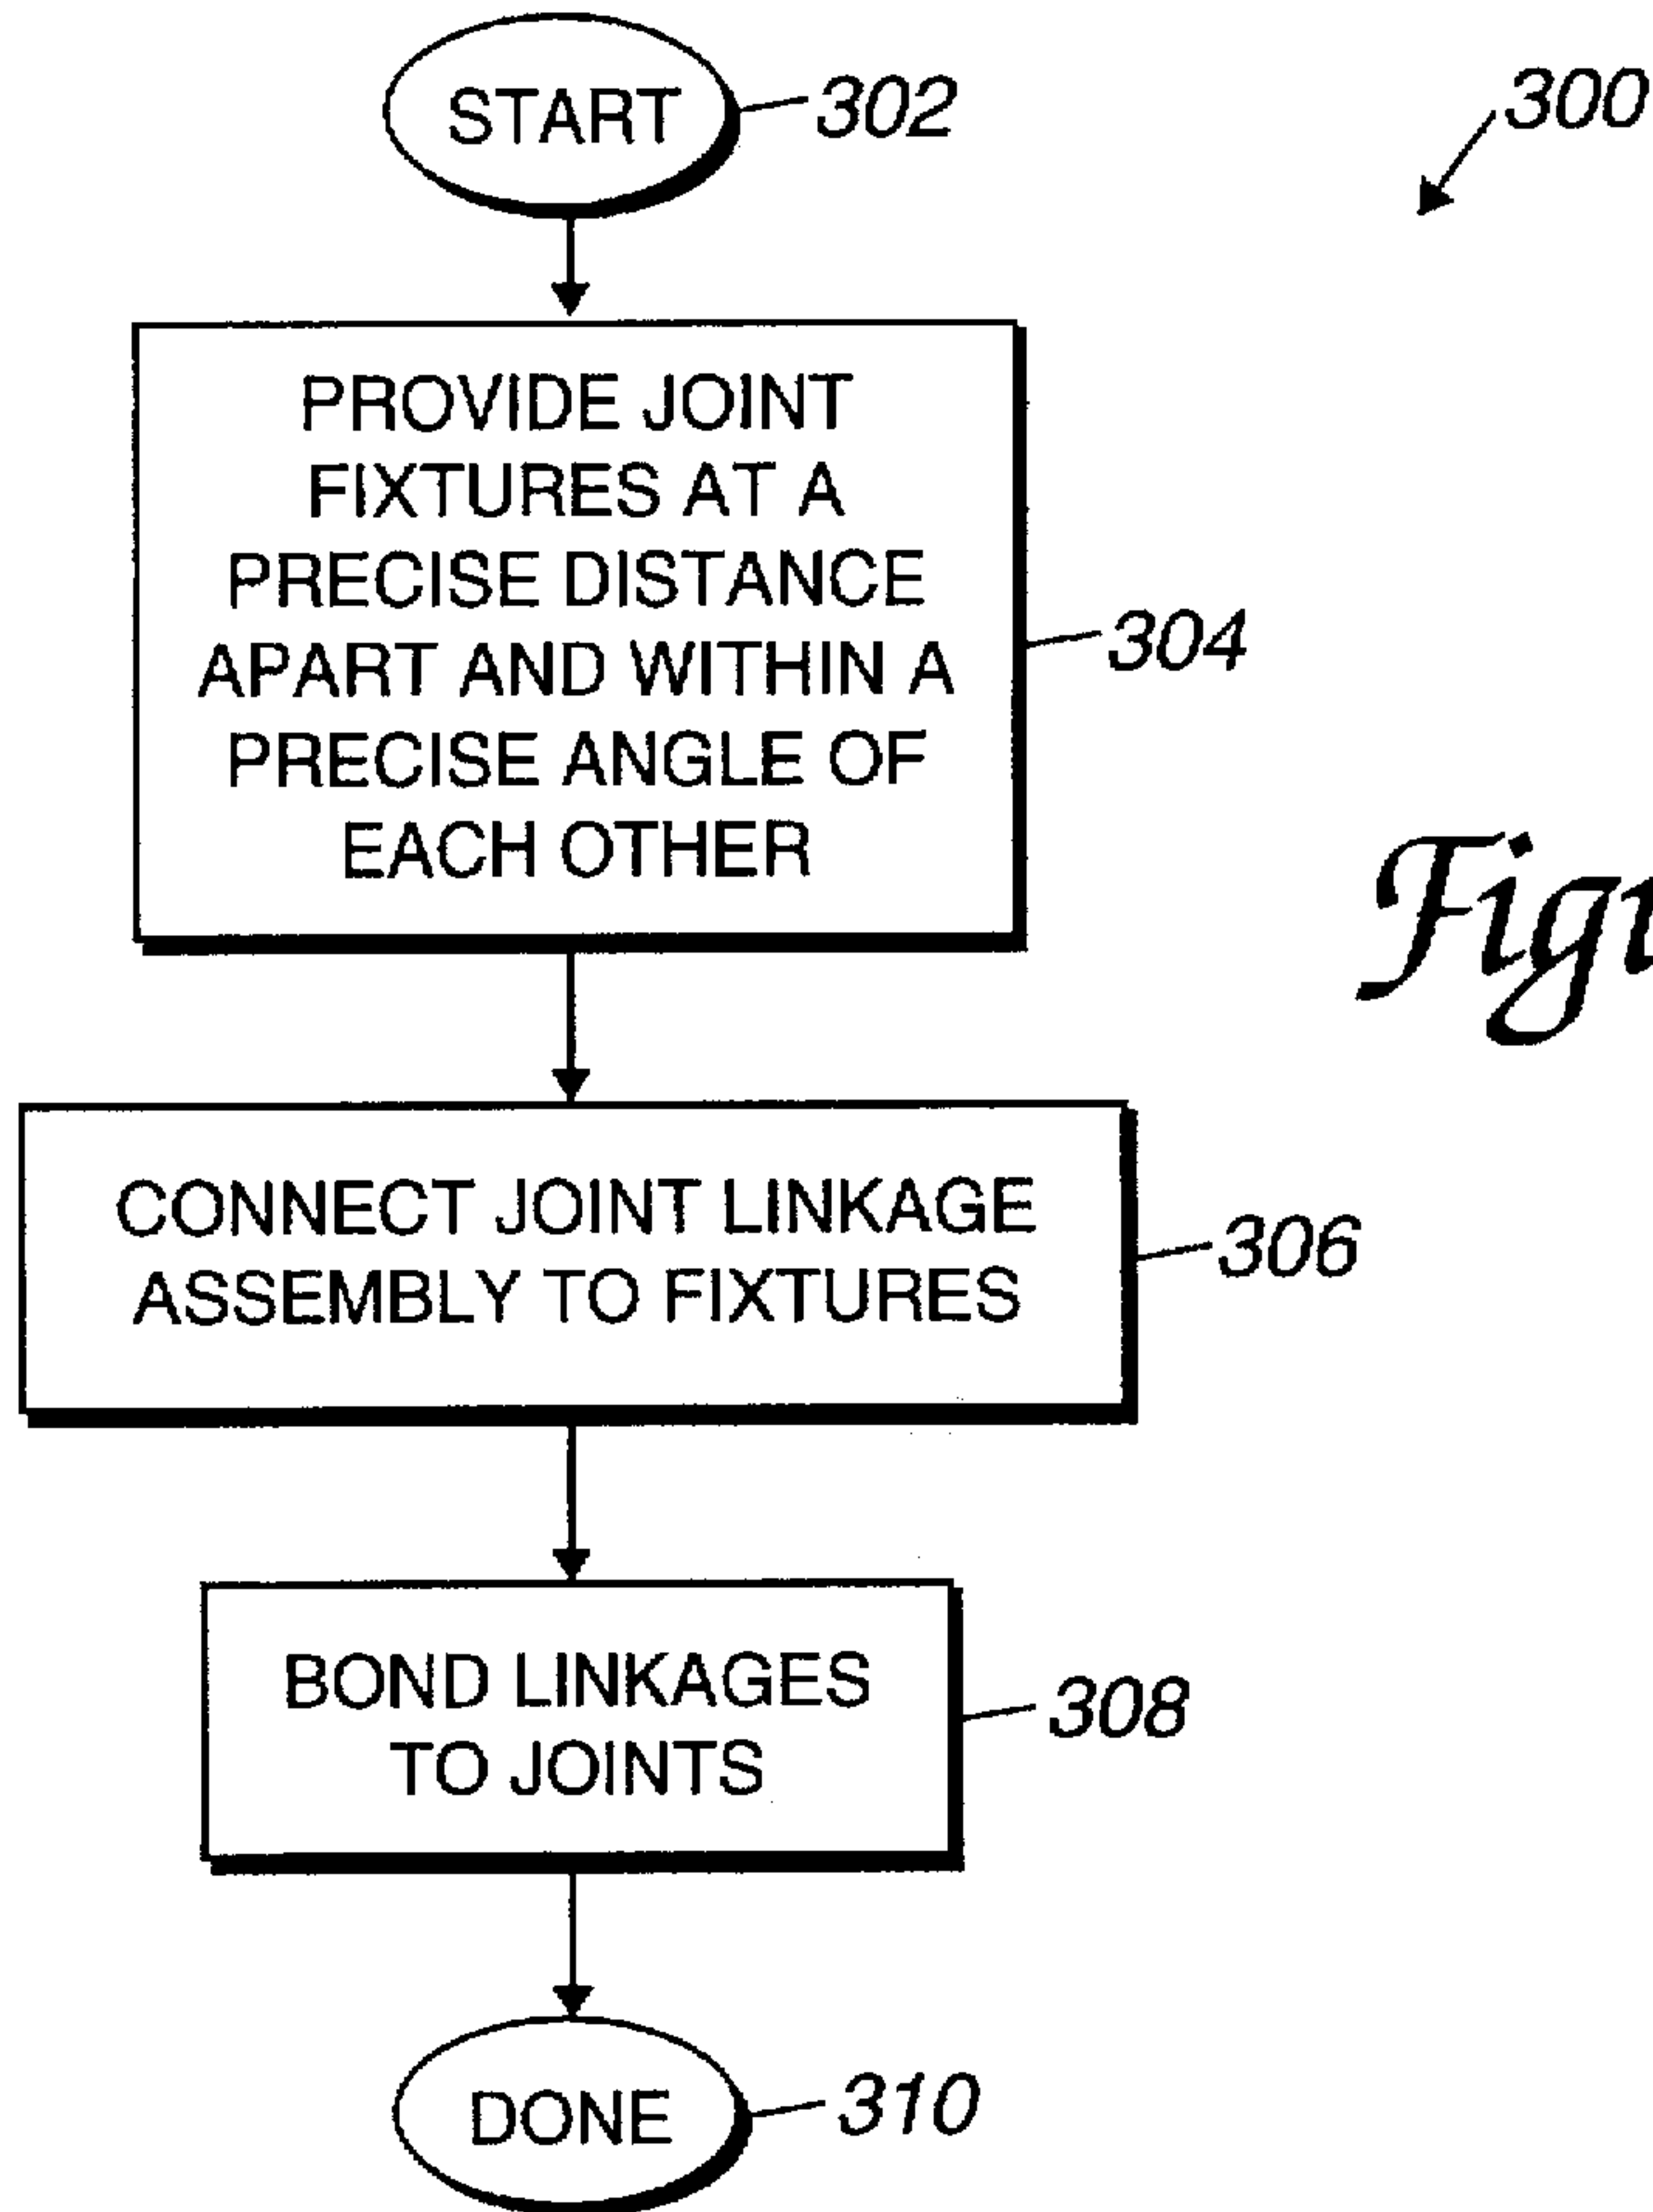 START
302
300
PROVIDE JOINT
FIXTURES AT A
PRECISE DISTANCE
APART AND WITHIN A
PRECISE ANGLE OF
EACH OTHER
304
CONNECT JOINT LINKAGE
ASSEMBLY TO FIXTURES
306
BOND LINKAGES
TO JOINTS
308
DONE
310